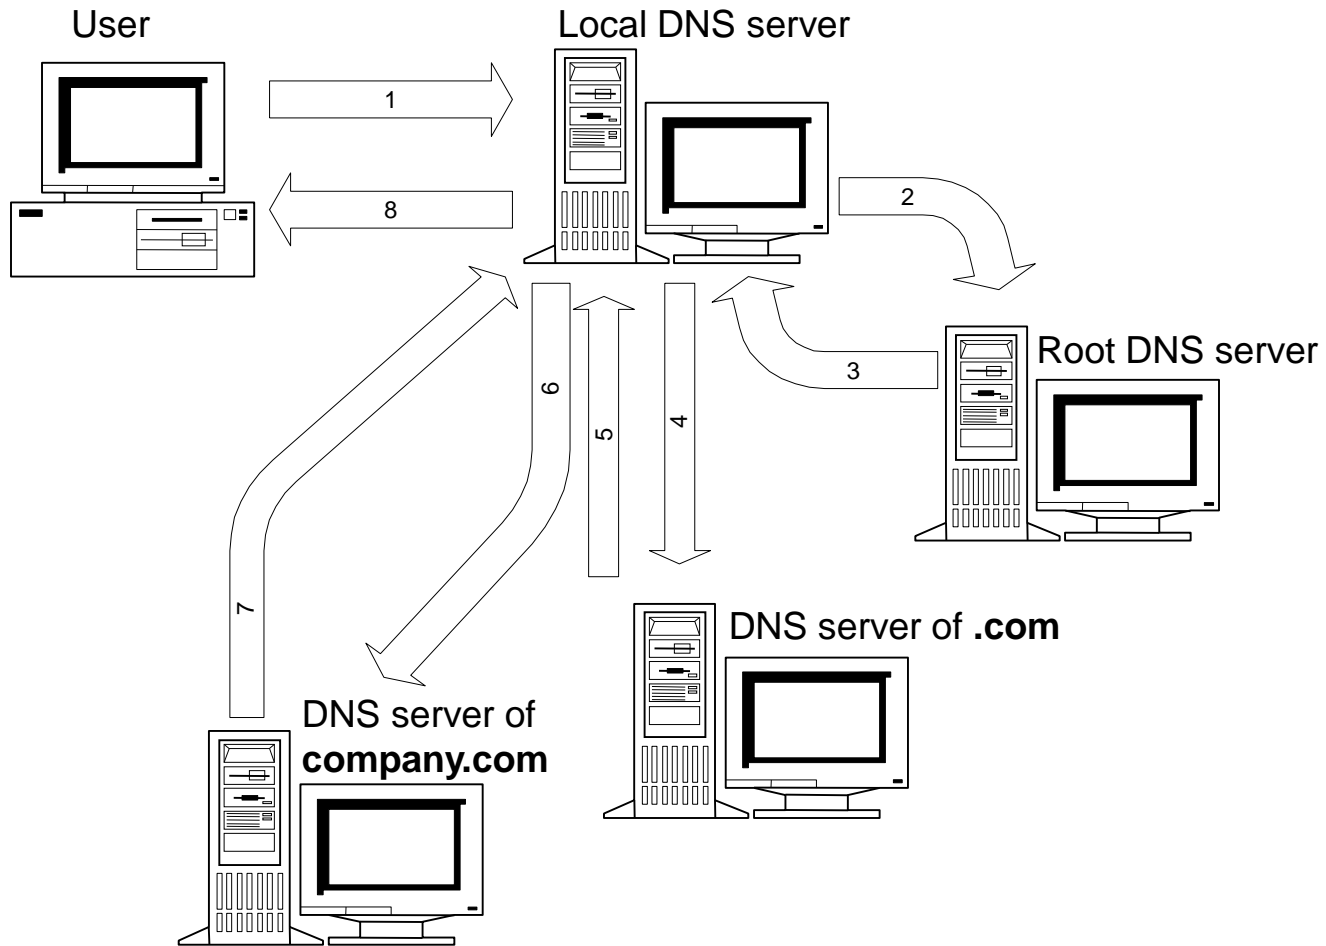 User
Local DNS server
1
8
2
3
Root DNS server
6
5
4
7
DNS server of .com
DNS server of
company.com